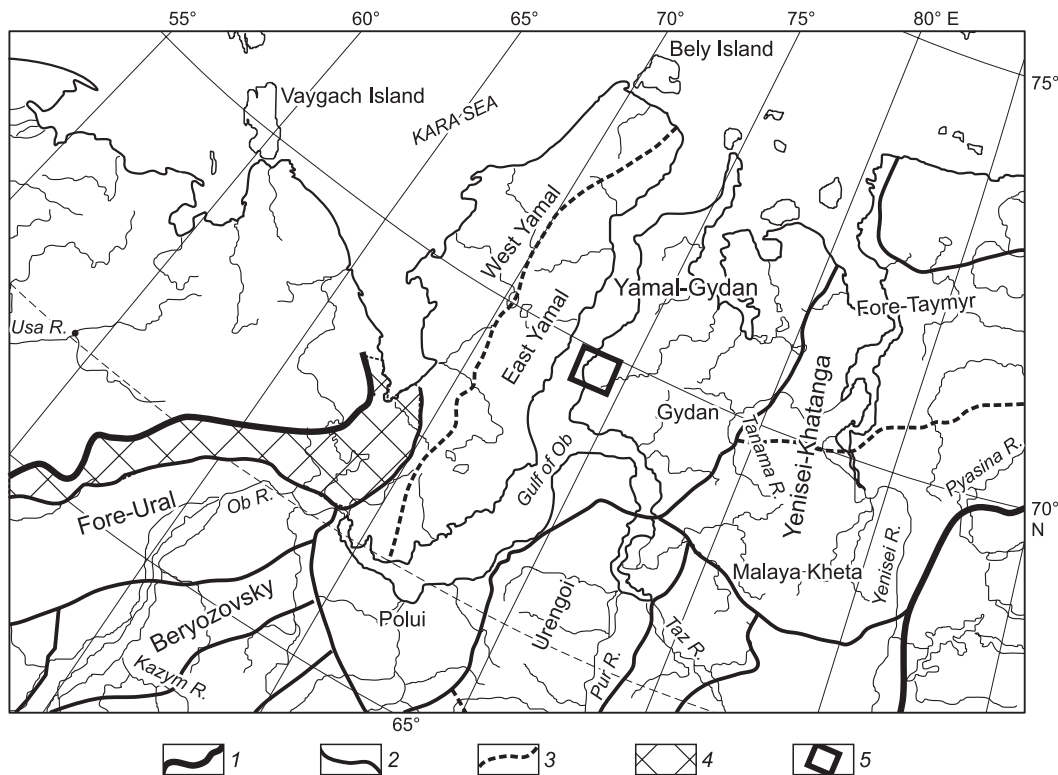 55° 60° 65° 70° 75° 80° E
Bely Island
75°
Vaygach Island
KARA SEA
West Yamal
Yamal-Gydan
Fore-Taymyr
Usa R.
East Yamal
Gydan
Tanama R.
Yenisei-Khatanga
Gulf of Ob
Pyasina R.
Fore-Ural
Ob R.
70°
N
Yenisei R.
Malaya Kheta
Beryozovsky
Polui
Urengoi
Taz R.
Pur R.
Kazym R.
65°
1 2 3 4 5